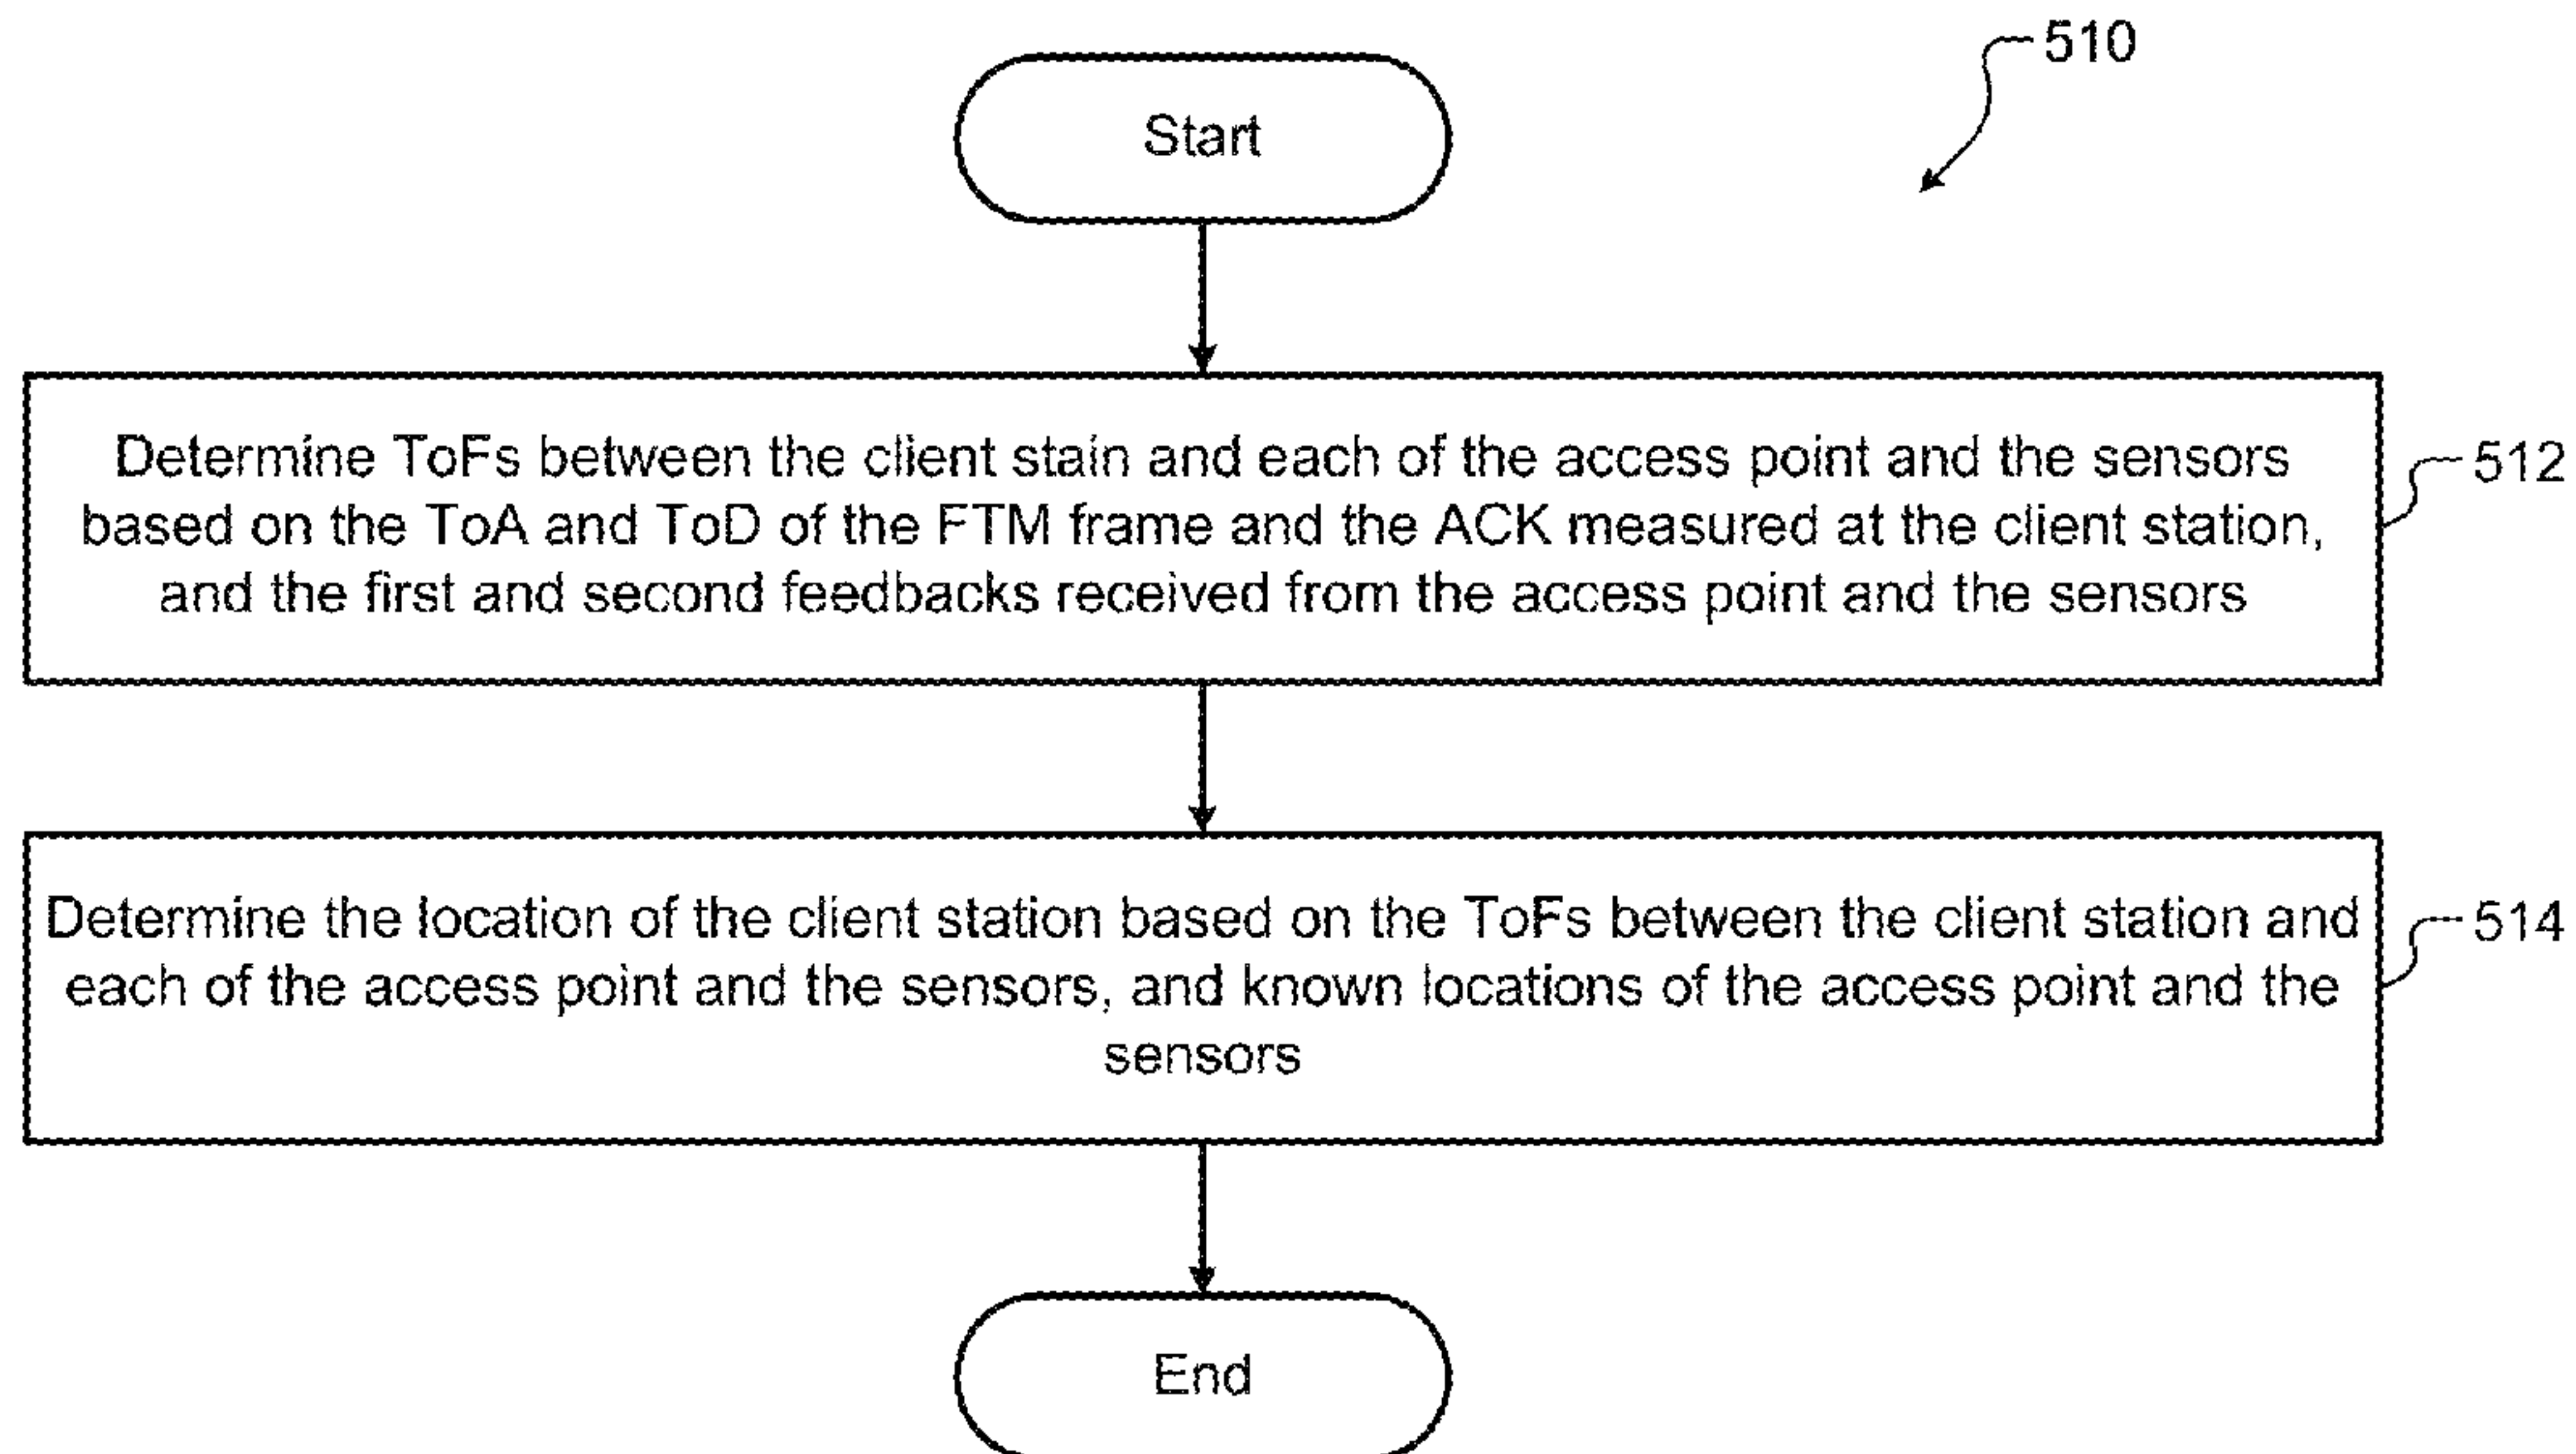 510
Start
Determine ToFs between the client stain and each of the access point and the sensors
based on the ToA and ToD of the FTM frame and the ACK measured at the client station,
and the first and second feedbacks received from the access point and the sensors
512
Determine the location of the client station based on the ToFs between the client station and
each of the access point and the sensors, and known locations of the access point and the
sensors
514
End